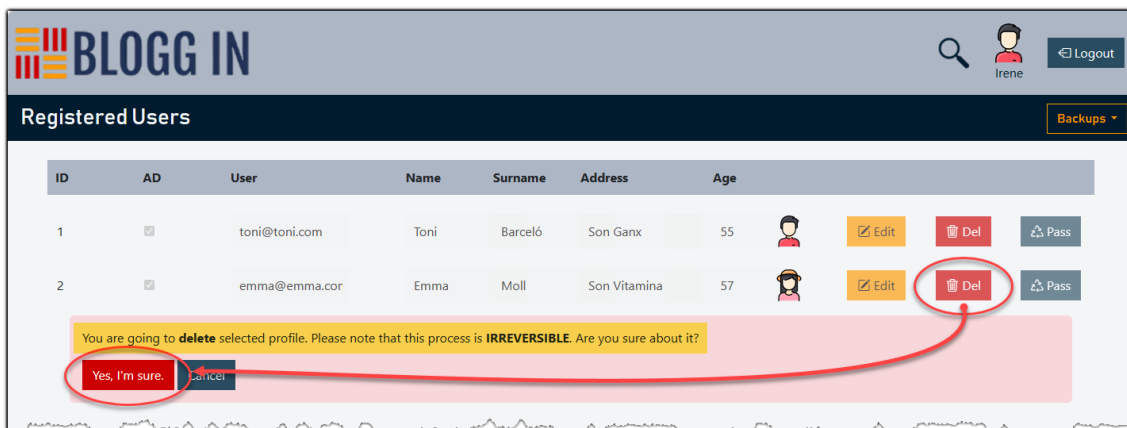 BLOGG IN
Irene
Logout
Registered Users
Backups
ID AD User Name Surname Address Age
1 toni@toni.com Toni Barceló Son Ganx 55 Edit Del Pass
2 emma@emma.cor Emma Moll Son Vitamina 57 Edit Del Pass
You are going to delete selected profile. Please note that this process is IRREVERSIBLE. Are you sure about it?
Yes, I'm sure. Cancel